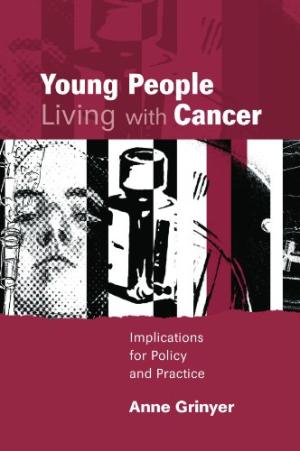 Young People
Living with Cancer
Implications
for Policy
and Practice
Anne Grinyer